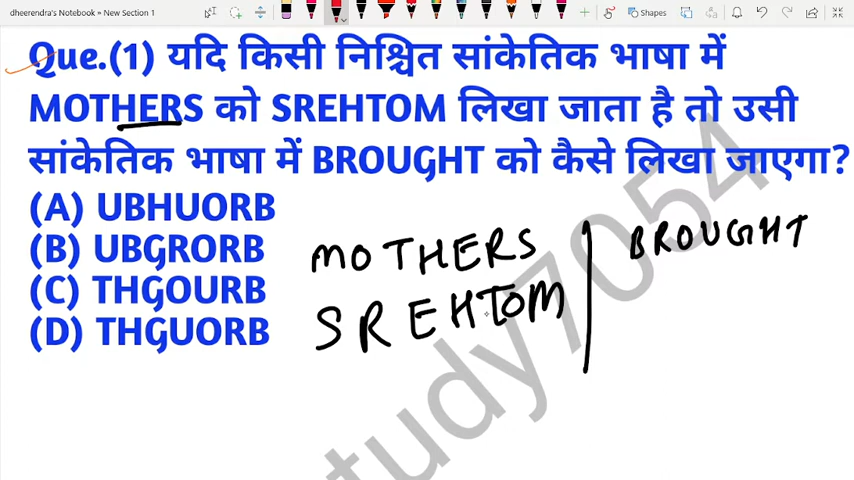 dheerendra's Notebook » New Section 1
Shapes
Que.(1) यदि किसी निश्चित सांकेतिक भाषा में
MOTHERS को SREHTOM लिखा जाता है तो उसी
सांकेतिक भाषा में BROUGHT को कैसे लिखा जाएगा?
(A) UBHUORB
(B) UBGRORB
(C) THGOURB
(D) THGUORB
MOTHERS
SREHTOM
BROUGHT
study7054